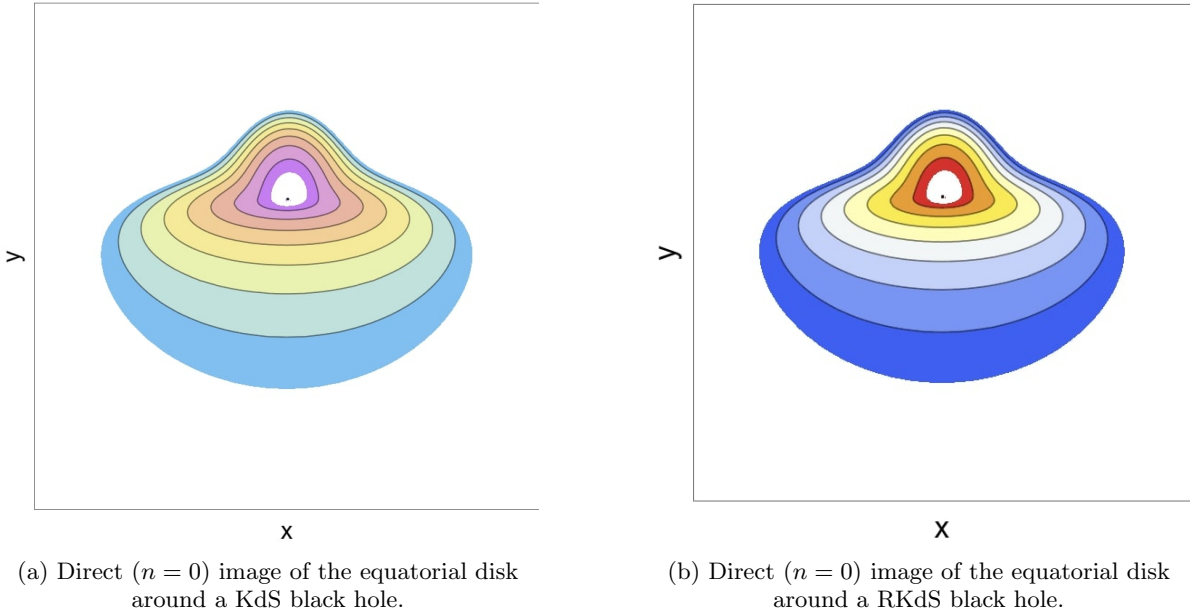 y
x
(a) Direct (n = 0) image of the equatorial disk
around a KdS black hole.
y
x
(b) Direct (n = 0) image of the equatorial disk
around a RKdS black hole.